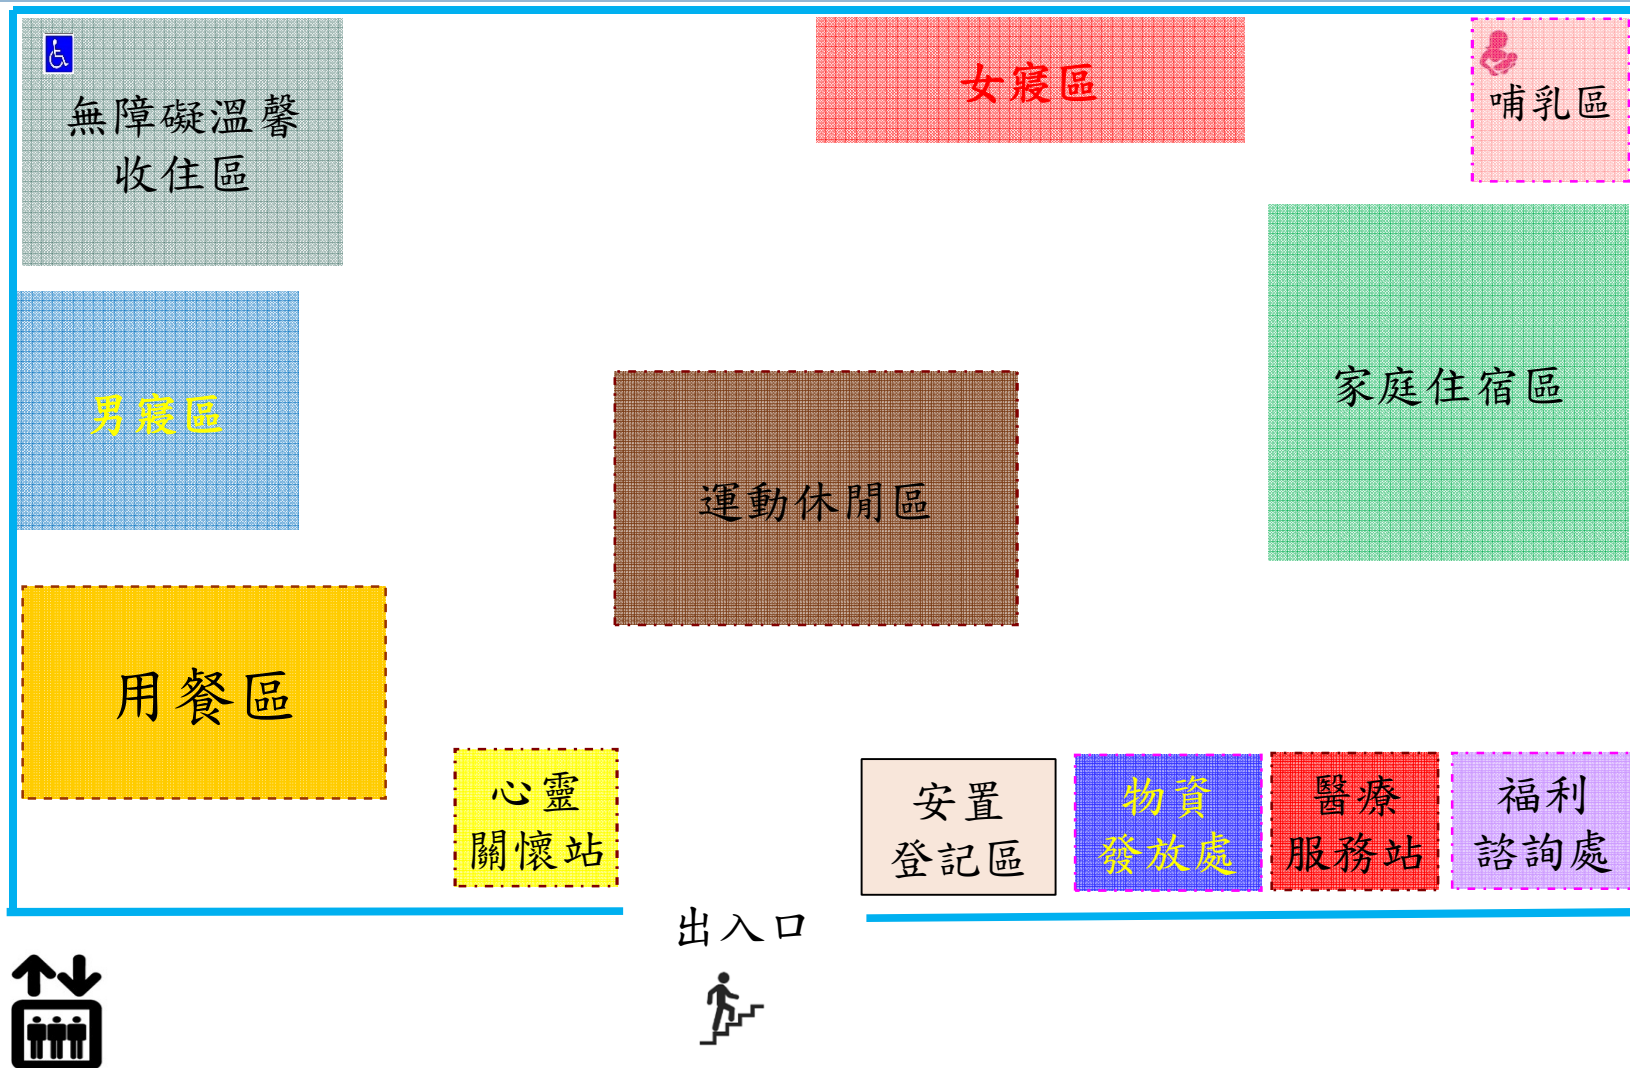 無障礙溫馨
收住區
女寢區
哺乳區
男寢區
家庭住宿區
運動休閒區
用餐區
心靈
關懷站
安置
登記區
物資
發放處
醫療
服務站
福利
諮詢處
出入口